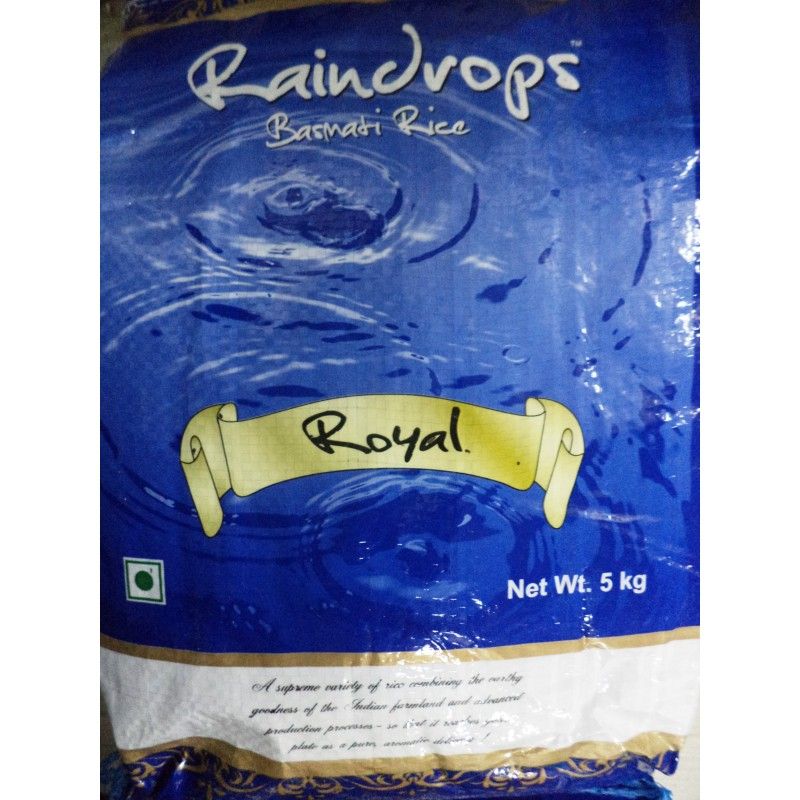 Raindrops™
Basmati Rice
Royal.
Net Wt. 5 kg
A supreme variety of rice combining the earthy
goodness of the Indian farmland and advanced
production processes - so that it reaches your
plate as a pure, aromatic !